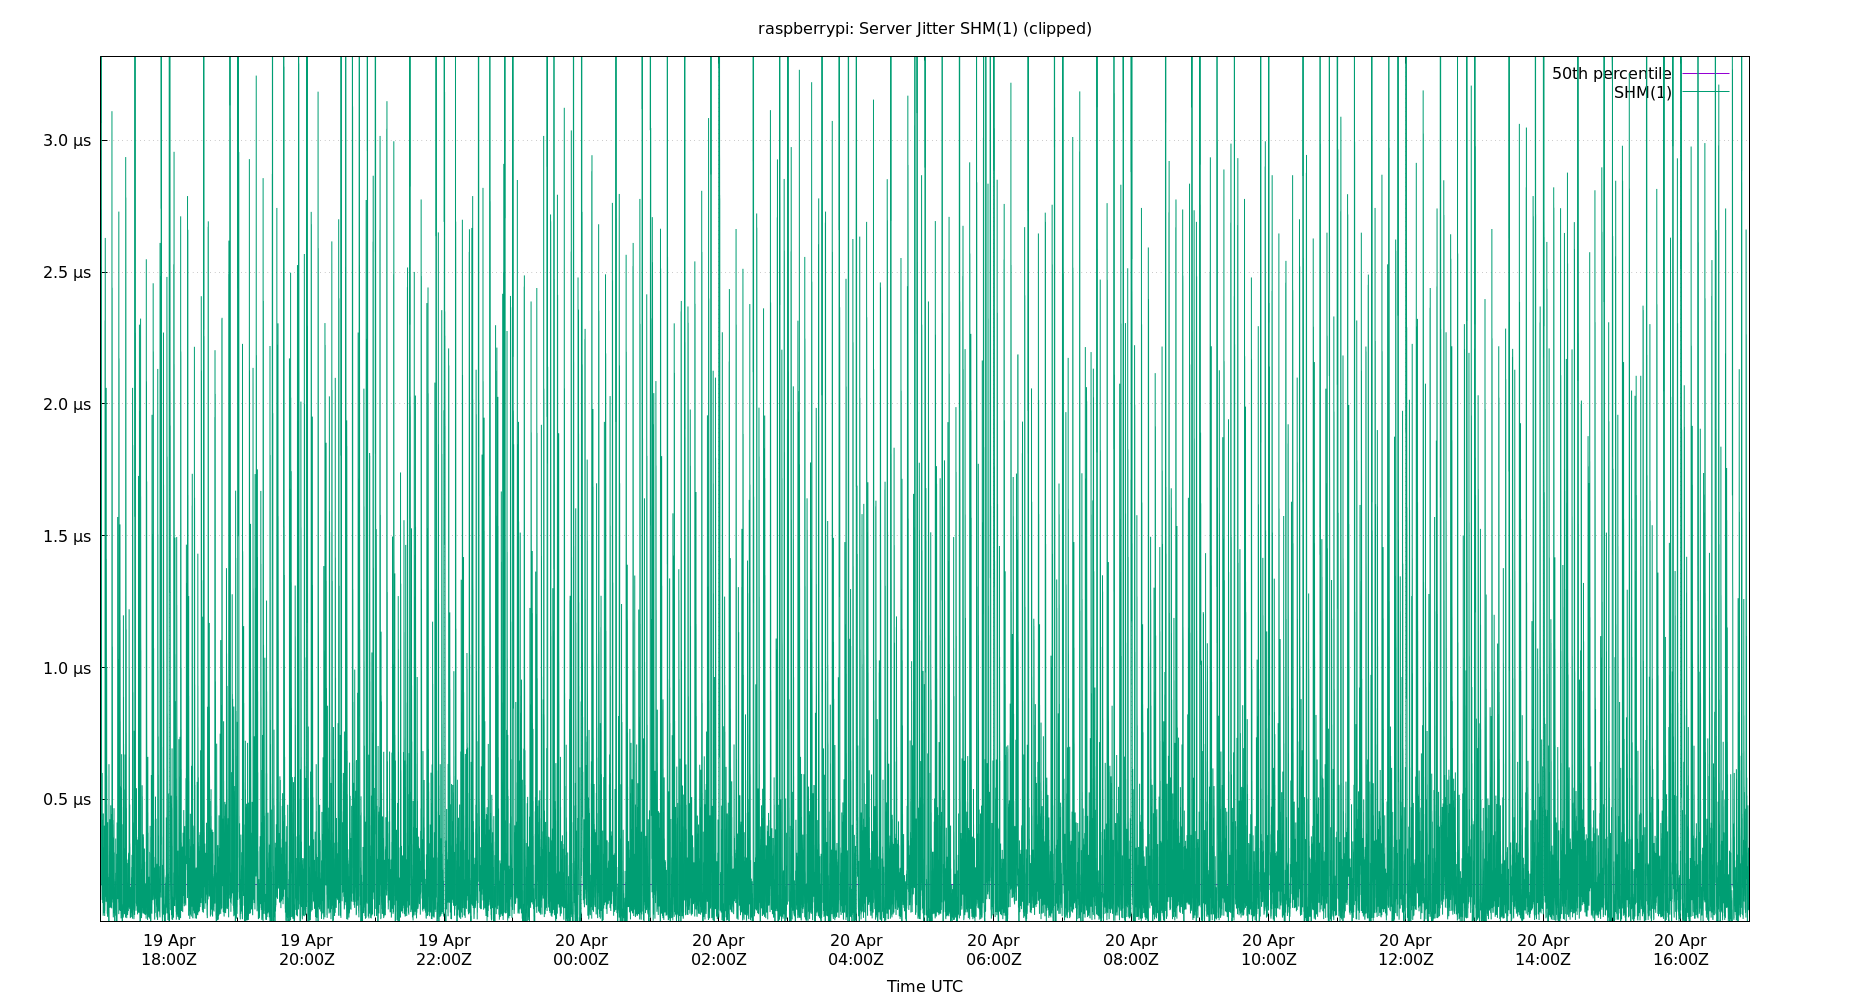 raspberrypi: Server Jitter SHM(1) (clipped)
50th percentile
SHM(1)
3.0 µs
2.5 µs
2.0 µs
1.5 µs
1.0 µs
0.5 µs
19 Apr 19 Apr 19 Apr 20 Apr 20 Apr 20 Apr 20 Apr 20 Apr 20 Apr 20 Apr 20 Apr 20 Apr
18:00Z 20:00Z 22:00Z 00:00Z 02:00Z 04:00Z 06:00Z 08:00Z 10:00Z 12:00Z 14:00Z 16:00Z
Time UTC